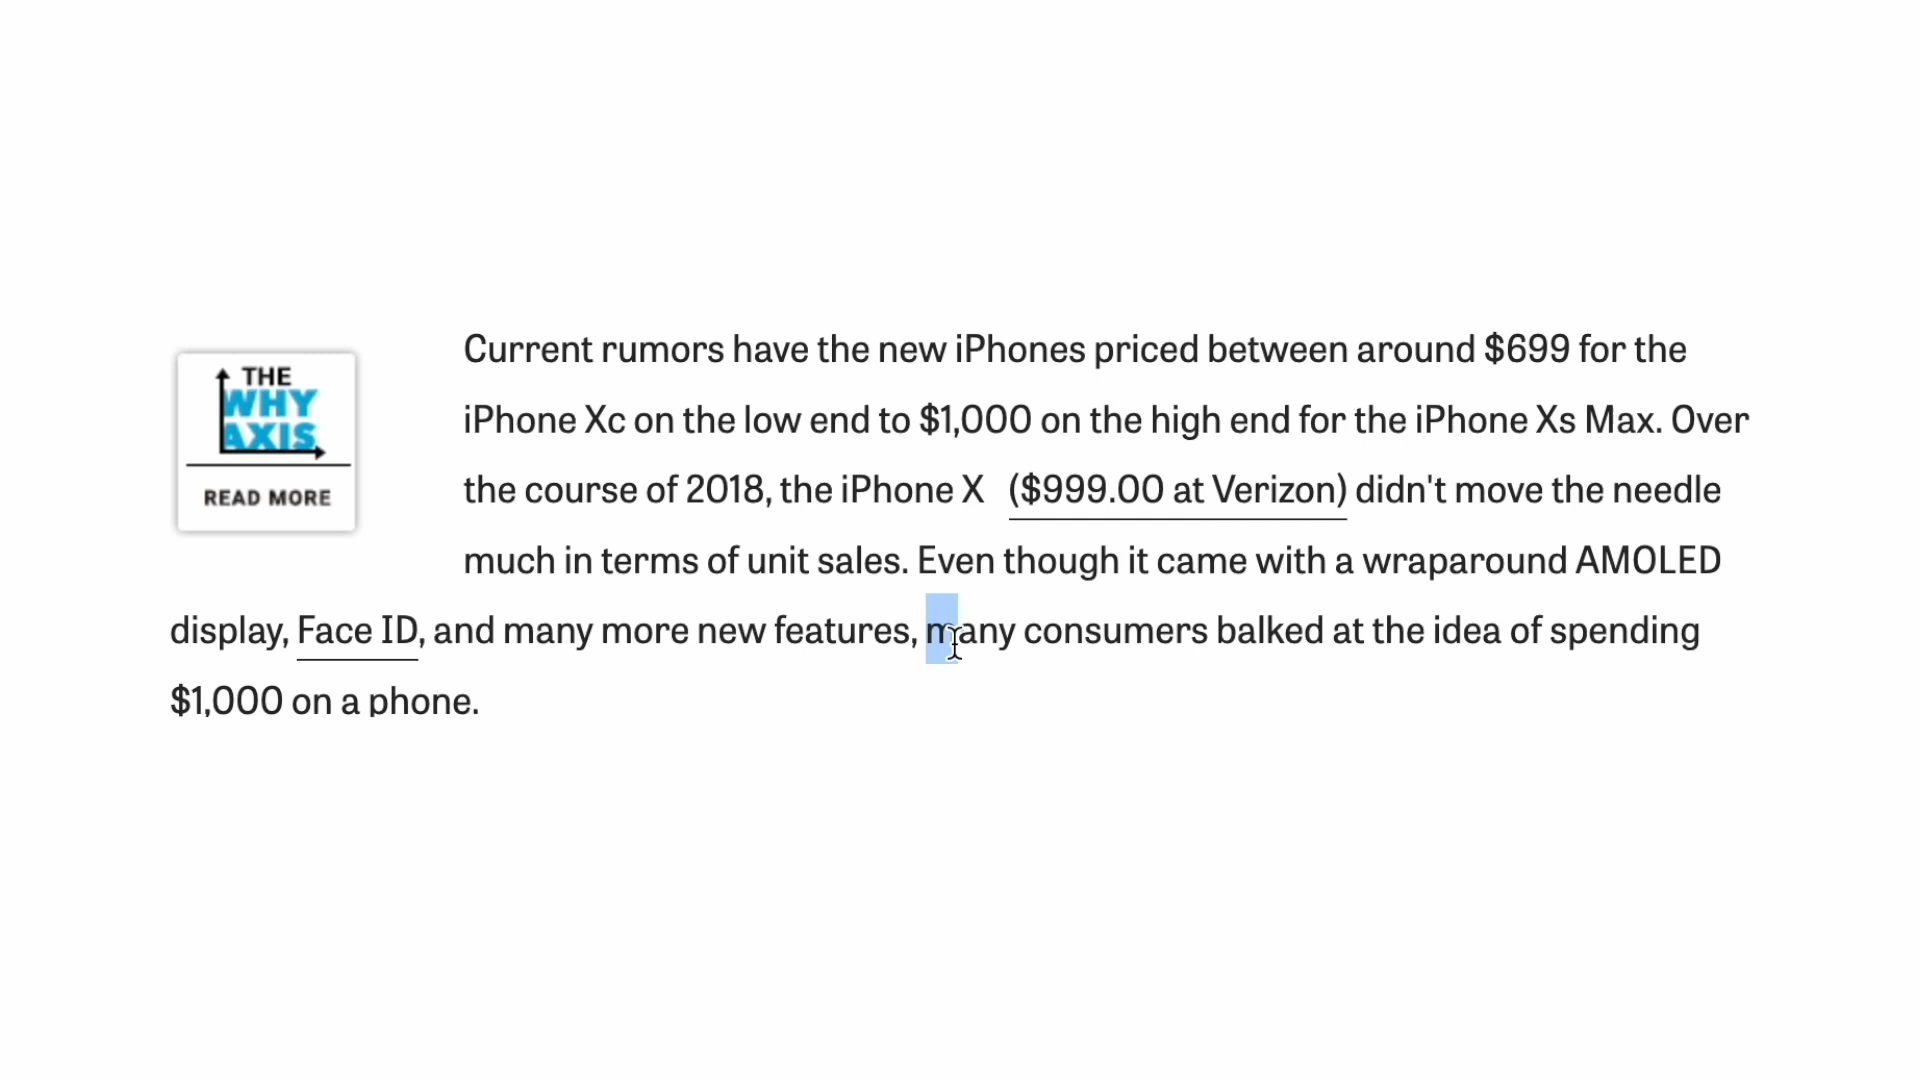 THE
WHY
AXIS
READ MORE
Current rumors have the new iPhones priced between around $699 for the
iPhone Xc on the low end to $1,000 on the high end for the iPhone Xs Max. Over
the course of 2018, the iPhone X ($999.00 at Verizon) didn't move the needle
much in terms of unit sales. Even though it came with a wraparound AMOLED
display, Face ID, and many more new features, many consumers balked at the idea of spending
$1,000 on a phone.